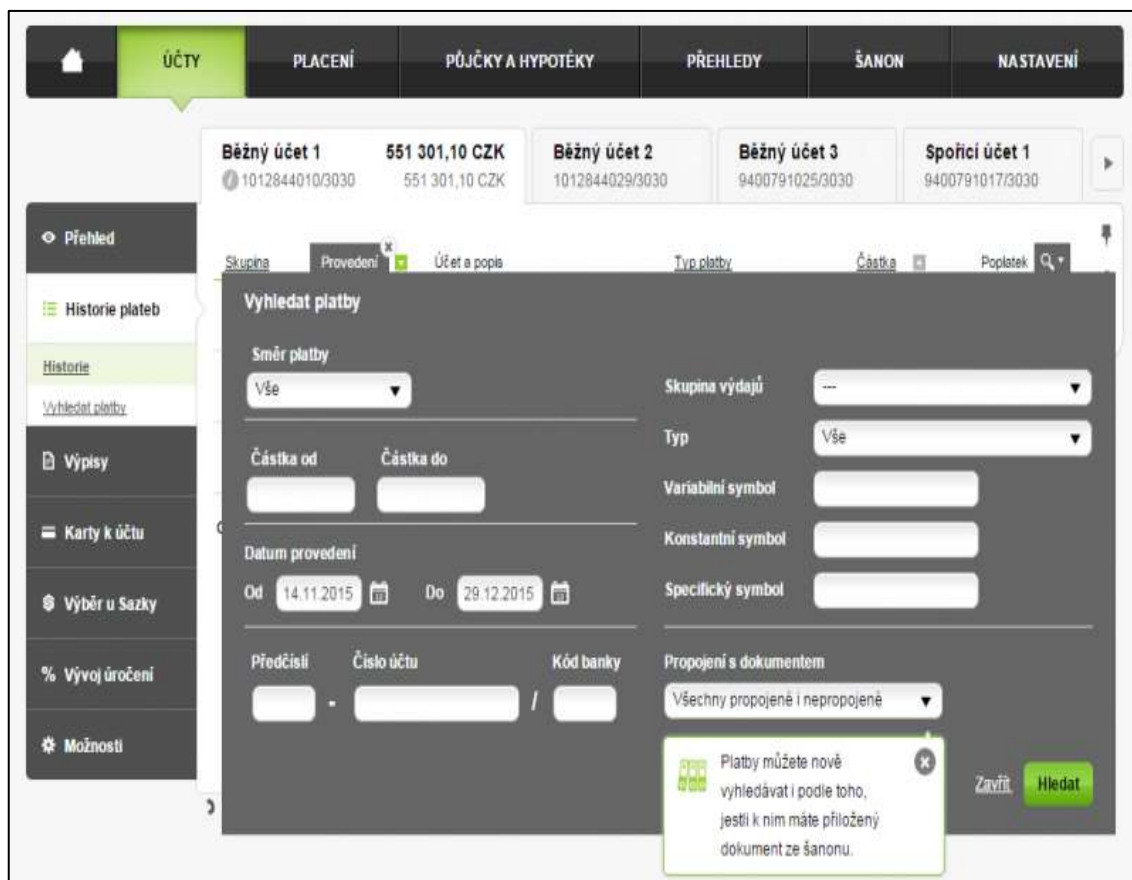 ÚČTY PLACENÍ PŮJČKY A HYPOTÉKY PŘEHLEDY ŠANON NASTAVENÍ
Běžný účet 1 551 301,10 CZK Běžný účet 2 Běžný účet 3 Spořicí účet 1
1012844010/3030 551 301,10 CZK 1012844029/3030 9400791025/3030 9400791017/3030
Přehled
Historie plateb
Historie
Vyhledat platby
Výpisy
Karty k účtu
Výběr u Sazky
% Vývoj úročení
Možnosti
Skupina Provedení Účet a popis Typ platby Částka Poplatek
Vyhledat platby
Směr platby
Vše
Částka od Částka do
Datum provedení
Od 14.11.2015 Do 29.12.2015
Předčíslí Číslo účtu Kód banky
- /
Skupina výdajů ---
Typ Vše
Variabilní symbol
Konstantní symbol
Specifický symbol
Propojení s dokumentem
Všechny propojené i nepropojené
Platby můžete nově
vyhledávat i podle toho,
jestli k nim máte přiložený
dokument ze šanonu.
Zavřít Hledat